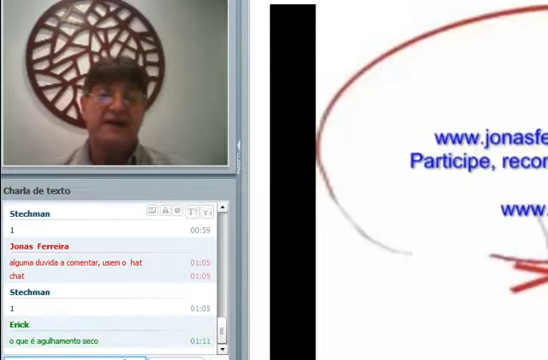 Charla de texto
Stechman
1 00:59
Jonas Ferreira
alguma duvida a comentar, usem o hat 01:05
chat 01:05
Stechman
1 01:05
Erick
o que é agulhamento seco 01:11
www.jonasfe
Participe, recor
www.